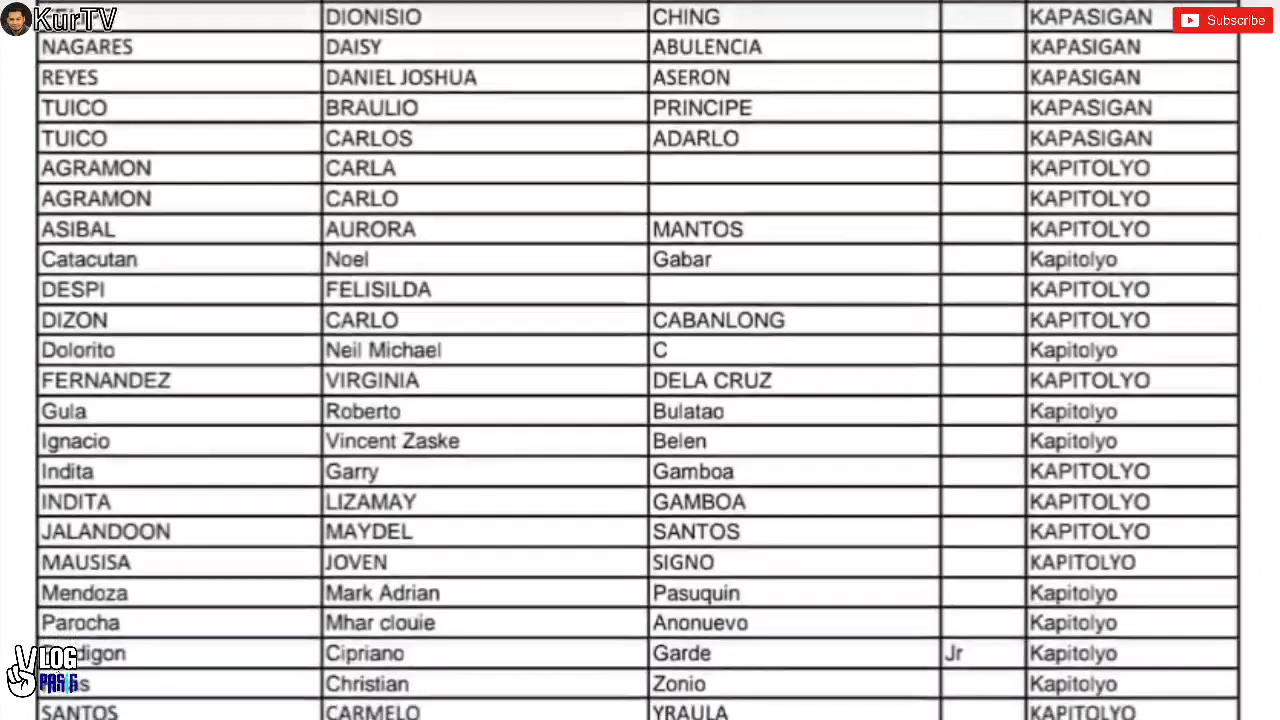 KurTV
Subscribe
DIONISIO CHING KAPASIGAN
NAGARES DAISY ABULENCIA KAPASIGAN
REYES DANIEL JOSHUA ASERON KAPASIGAN
TUICO BRAULIO PRINCIPE KAPASIGAN
TUICO CARLOS ADARLO KAPASIGAN
AGRAMON CARLA KAPITOLYO
AGRAMON CARLO KAPITOLYO
ASIBAL AURORA MANTOS KAPITOLYO
Catacutan Noel Gabar Kapitolyo
DESPI FELISILDA KAPITOLYO
DIZON CARLO CABANLONG KAPITOLYO
Dolorito Neil Michael C Kapitolyo
FERNANDEZ VIRGINIA DELA CRUZ KAPITOLYO
Gula Roberto Bulatao Kapitolyo
Ignacio Vincent Zaske Belen Kapitolyo
Indita Garry Gamboa KAPITOLYO
INDITA LIZAMAY GAMBOA KAPITOLYO
JALANDOON MAYDEL SANTOS KAPITOLYO
MAUSISA JOVEN SIGNO KAPITOLYO
Mendoza Mark Adrian Pasuquin Kapitolyo
Parocha Mhar clouie Anonuevo Kapitolyo
Cipriano Garde Jr Kapitolyo
Christian Zonio Kapitolyo
SANTOS CARMELO YRAULA KAPITOLYO
VLOG
PASIG